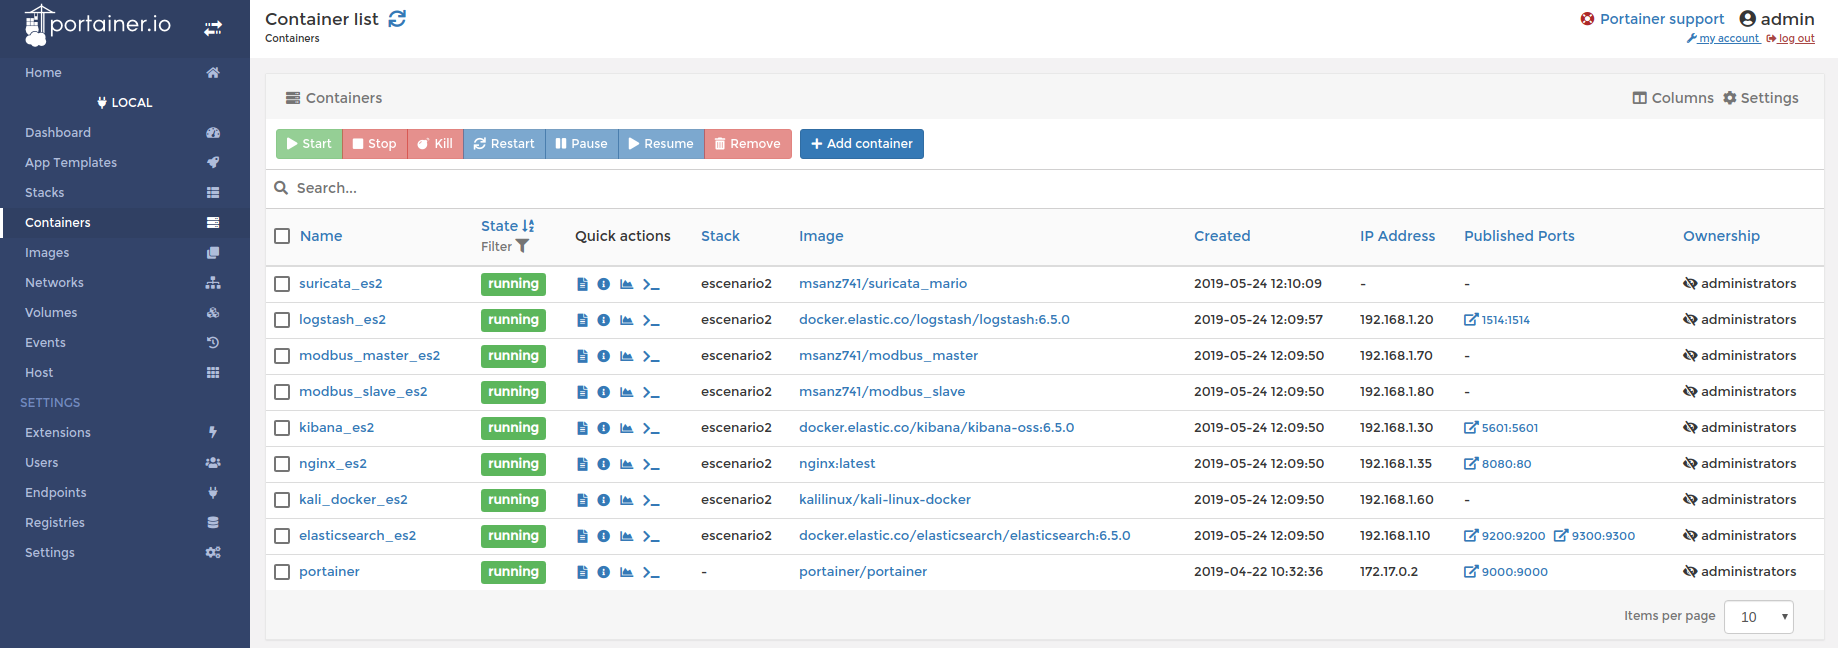 portainer.io
Home
LOCAL
Dashboard
App Templates
Stacks
Containers
Images
Networks
Volumes
Events
Host
SETTINGS
Extensions
Users
Endpoints
Registries
Settings
Container list
Containers
Portainer support admin
my account log out
Containers
Columns Settings
Start Stop Kill Restart Pause Resume Remove Add container
Search...
Name State Filter Quick actions Stack Image Created IP Address Published Ports Ownership
suricata_es2 running escenario2 msanz741/suricata_mario 2019-05-24 12:10:09 - - administrators
logstash_es2 running escenario2 docker.elastic.co/logstash/logstash:6.5.0 2019-05-24 12:09:57 192.168.1.20 1514:1514 administrators
modbus_master_es2 running escenario2 msanz741/modbus_master 2019-05-24 12:09:50 192.168.1.70 - administrators
modbus_slave_es2 running escenario2 msanz741/modbus_slave 2019-05-24 12:09:50 192.168.1.80 - administrators
kibana_es2 running escenario2 docker.elastic.co/kibana/kibana-oss:6.5.0 2019-05-24 12:09:50 192.168.1.30 5601:5601 administrators
nginx_es2 running escenario2 nginx:latest 2019-05-24 12:09:50 192.168.1.35 8080:80 administrators
kali_docker_es2 running escenario2 kalilinux/kali-linux-docker 2019-05-24 12:09:50 192.168.1.60 - administrators
elasticsearch_es2 running escenario2 docker.elastic.co/elasticsearch/elasticsearch:6.5.0 2019-05-24 12:09:50 192.168.1.10 9200:9200 9300:9300 administrators
portainer running - portainer/portainer 2019-04-22 10:32:36 172.17.0.2 9000:9000 administrators
Items per page 10